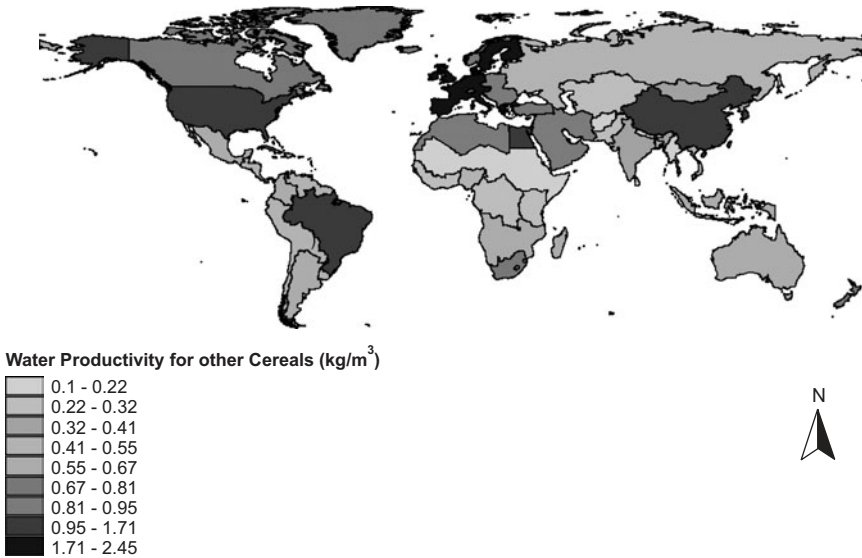 Water Productivity for other Cereals (kg/m³)
0.1 - 0.22
0.22 - 0.32
0.32 - 0.41
0.41 - 0.55
0.55 - 0.67
0.67 - 0.81
0.81 - 0.95
0.95 - 1.71
1.71 - 2.45
N